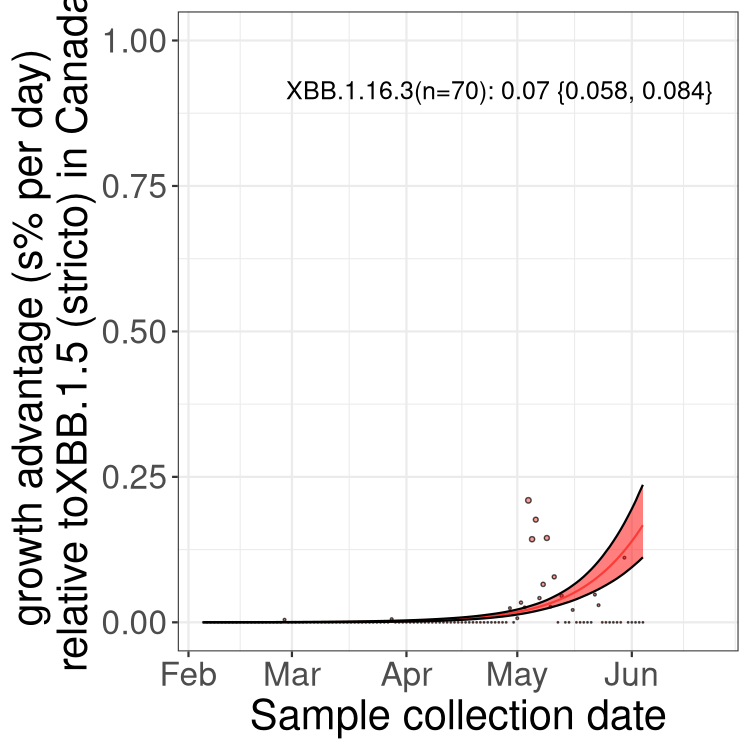 growth advantage (s% per day)
relative toXBB.1.5 (stricto) in Canada
1.00
0.75
0.50
0.25
0.00
XBB.1.16.3(n=70): 0.07 {0.058, 0.084}
Feb Mar Apr May Jun
Sample collection date